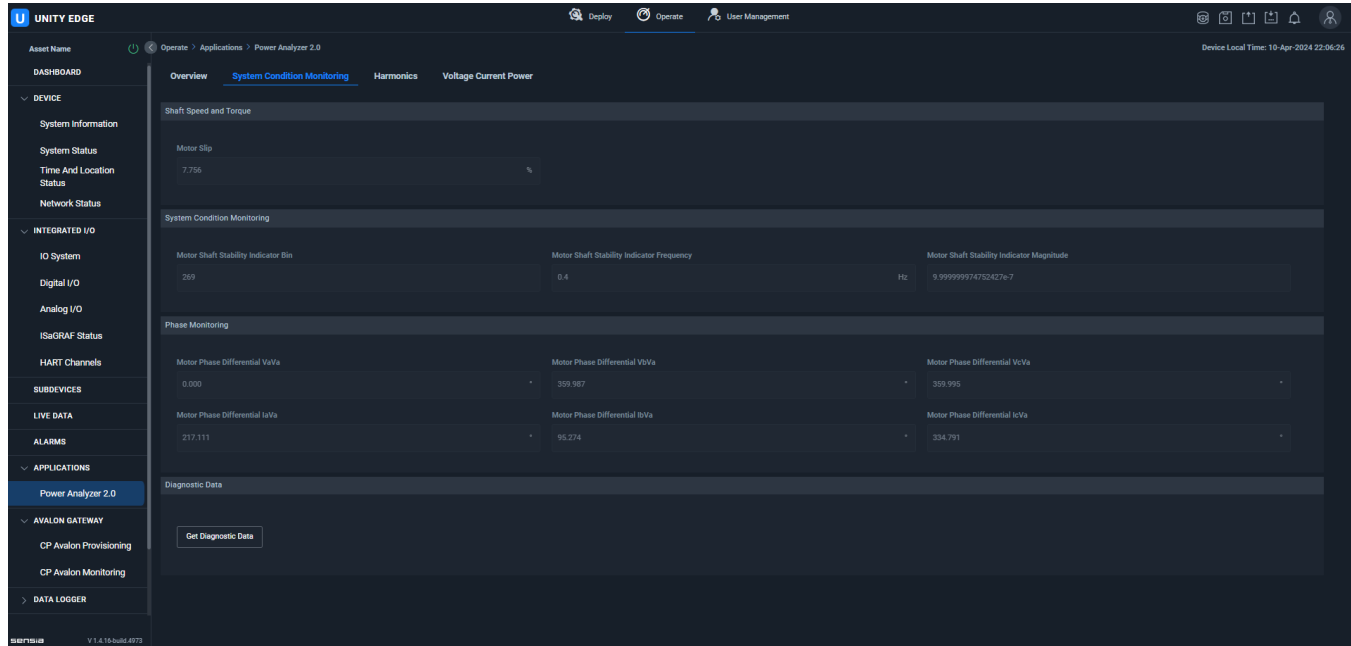 U UNITY EDGE
Deploy
Operate
User Management
Asset Name
Operate > Applications > Power Analyzer 2.0
Device Local Time: 10-Apr-2024 22:06:26
DASHBOARD
DEVICE
System Information
System Status
Time And Location
Status
Network Status
INTEGRATED I/O
IO System
Digital I/O
Analog I/O
ISaGRAF Status
HART Channels
SUBDEVICES
LIVE DATA
ALARMS
APPLICATIONS
Power Analyzer 2.0
AVALON GATEWAY
CP Avalon Provisioning
CP Avalon Monitoring
DATA LOGGER
sensia V 1.4.16-build.4973
Overview System Condition Monitoring Harmonics Voltage Current Power
Shaft Speed and Torque
Motor Slip
7.756 %
System Condition Monitoring
Motor Shaft Stability Indicator Bin
269
Motor Shaft Stability Indicator Frequency
0.4 Hz
Motor Shaft Stability Indicator Magnitude
9.999999974752427e-7
Phase Monitoring
Motor Phase Differential VaVa
0.000 °
Motor Phase Differential VbVa
359.987 °
Motor Phase Differential VcVa
359.995 °
Motor Phase Differential IaVa
217.111 °
Motor Phase Differential IbVa
95.274 °
Motor Phase Differential IcVa
334.791 °
Diagnostic Data
Get Diagnostic Data